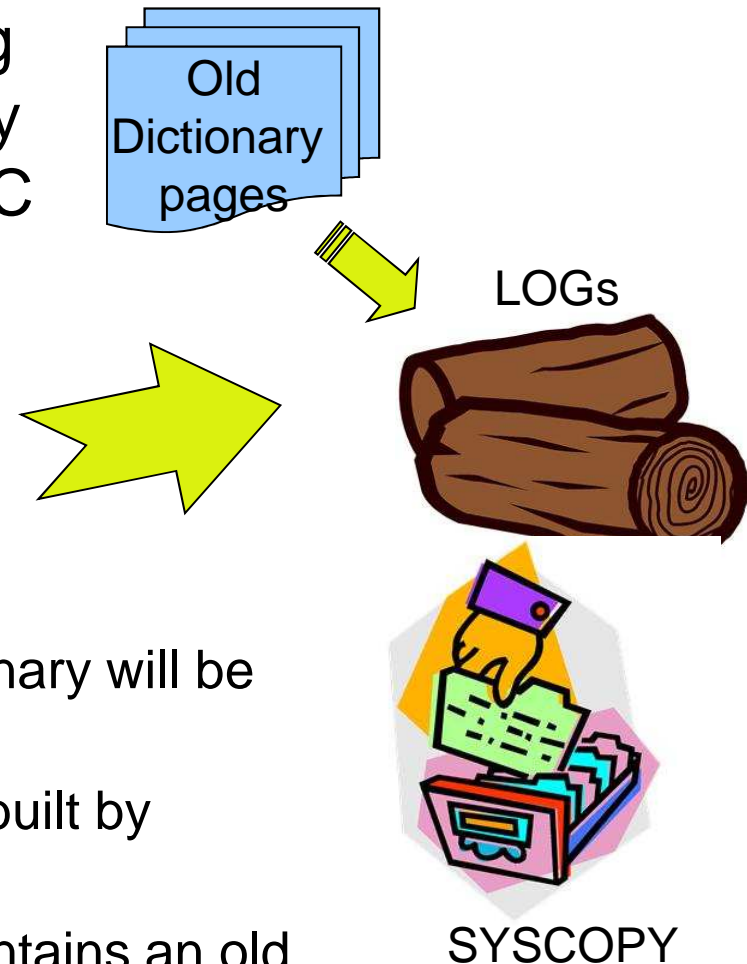 g
y
C
Old
Dictionary
pages
LOGs
nary will be
built by
ntains an old
SYSCOPY